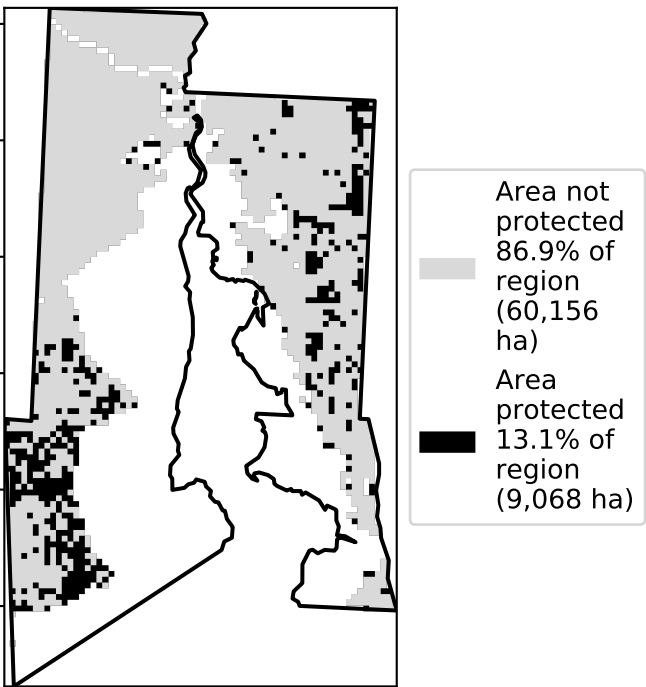 Area not
protected
86.9% of
region
(60,156
ha)
Area
protected
13.1% of
region
(9,068 ha)